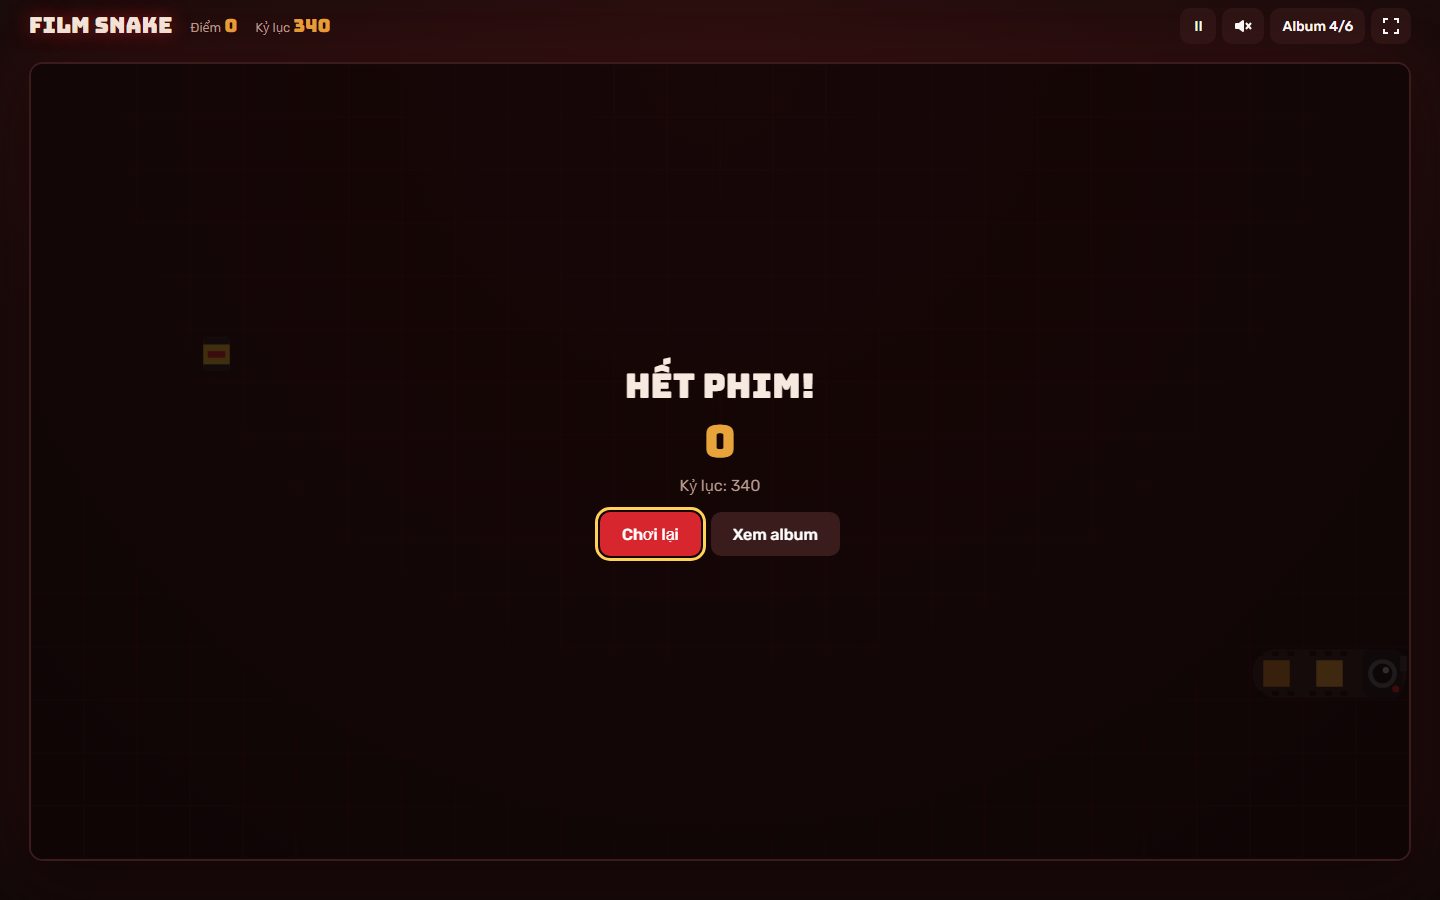 FILM SNAKE Điểm 0 Kỷ lục 340 Album 4/6
HẾT PHIM!
0
Kỷ lục: 340
Chơi lại Xem album